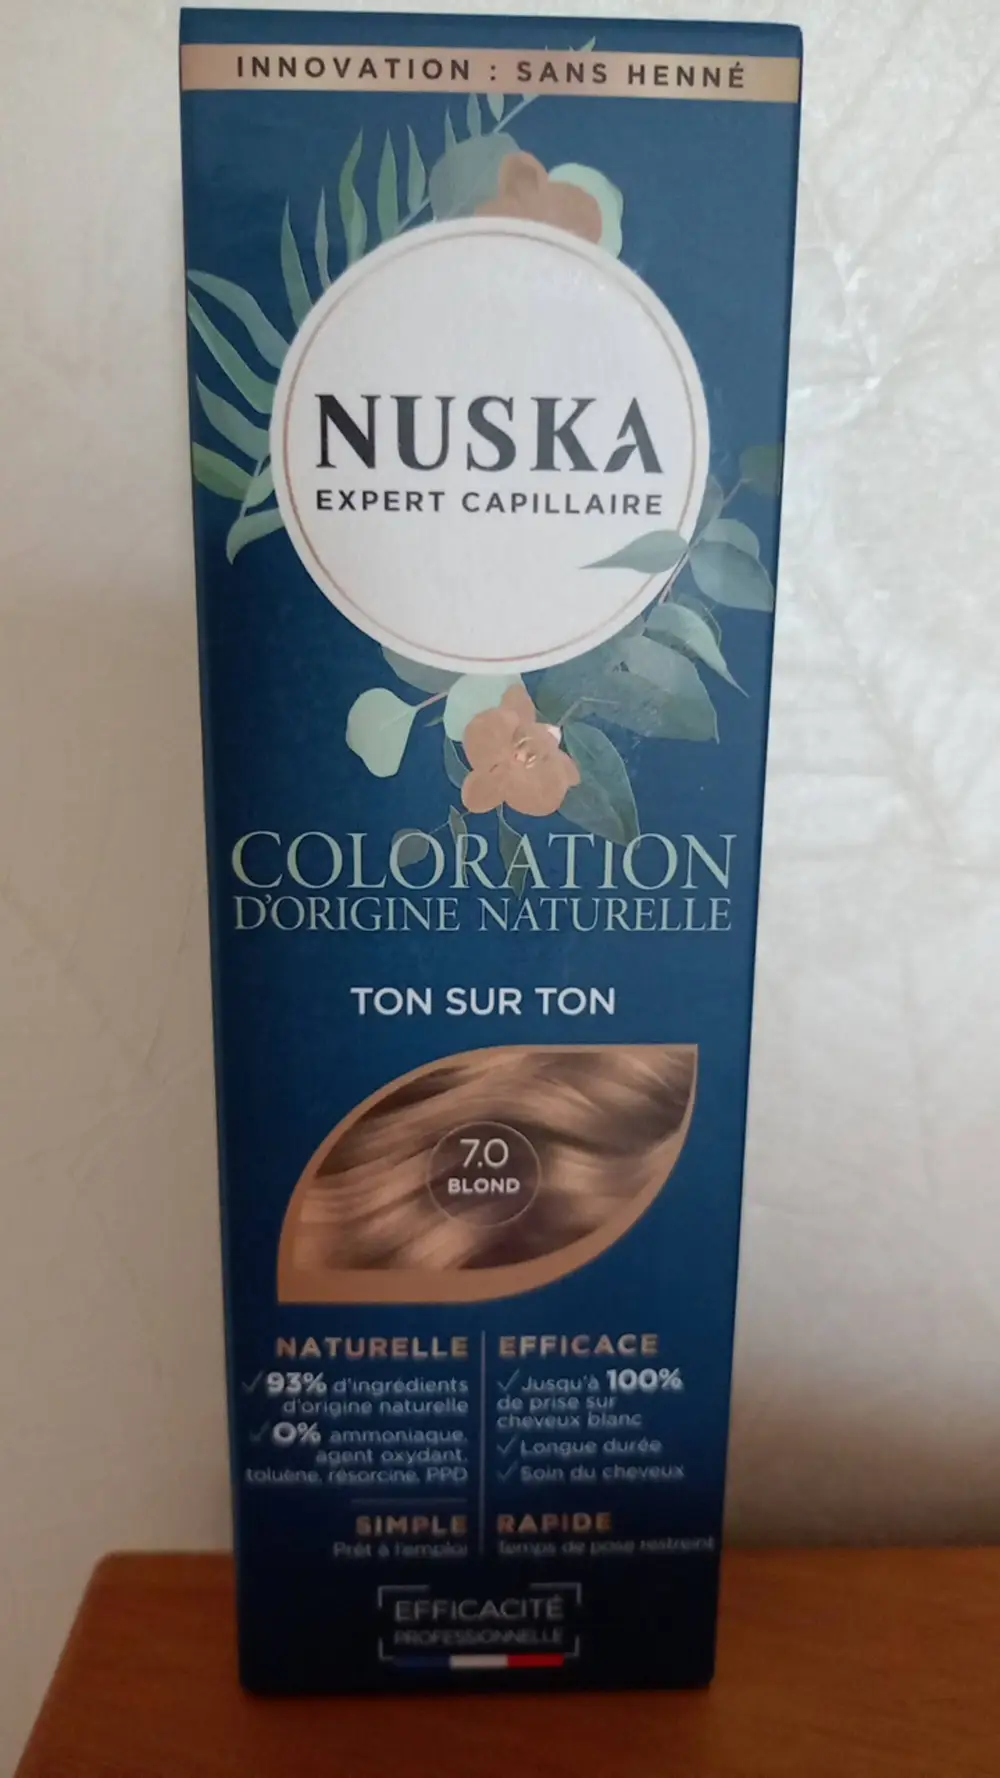 INNOVATION : SANS HENNÉ
NUSKA
EXPERT CAPILLAIRE
COLORATION
D'ORIGINE NATURELLE
TON SUR TON
7.0
BLOND
NATURELLE
✓93% d'ingrédients
d'origine naturelle
✓0% ammoniaque,
agent oxydant,
toluène, résorcine, PPD
EFFICACE
✓Jusqu'à 100%
de prise sur
cheveux blanc
✓Longue durée
✓Soin du cheveux
SIMPLE
Prêt à l'emploi
RAPIDE
Temps de pose restreint
EFFICACITÉ
PROFESSIONNELLE